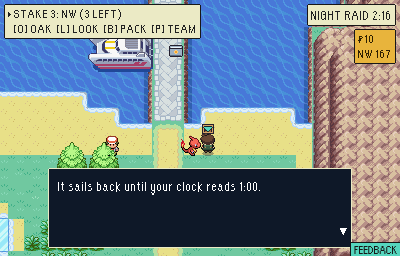 ▸STAKE 3: NW (3 LEFT)
[O] OAK [L] LOOK [B] PACK [P] TEAM
NIGHT RAID 2:16
₽10
NW 167
It sails back until your clock reads 1:00.
FEEDBACK